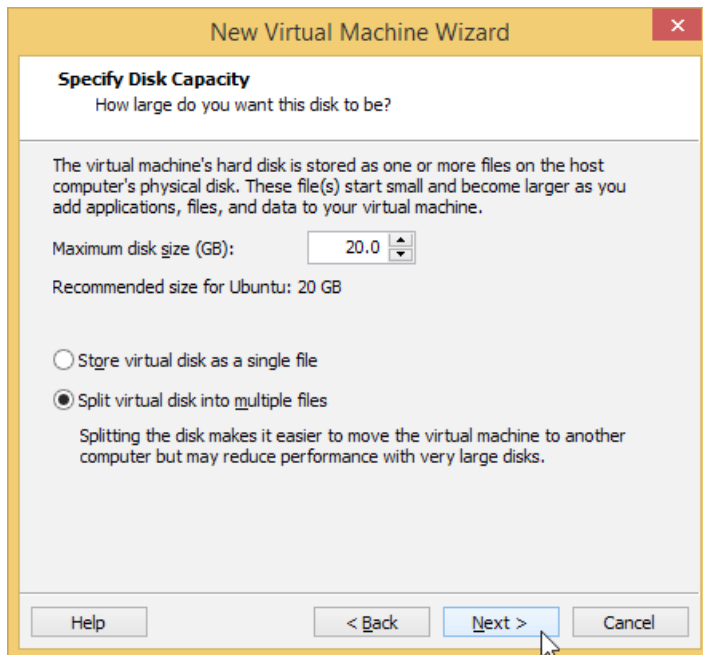 New Virtual Machine Wizard
Specify Disk Capacity
How large do you want this disk to be?
The virtual machine's hard disk is stored as one or more files on the host
computer's physical disk. These file(s) start small and become larger as you
add applications, files, and data to your virtual machine.
Maximum disk size (GB): 20.0
Recommended size for Ubuntu: 20 GB
Store virtual disk as a single file
Split virtual disk into multiple files
Splitting the disk makes it easier to move the virtual machine to another
computer but may reduce performance with very large disks.
Help < Back Next > Cancel